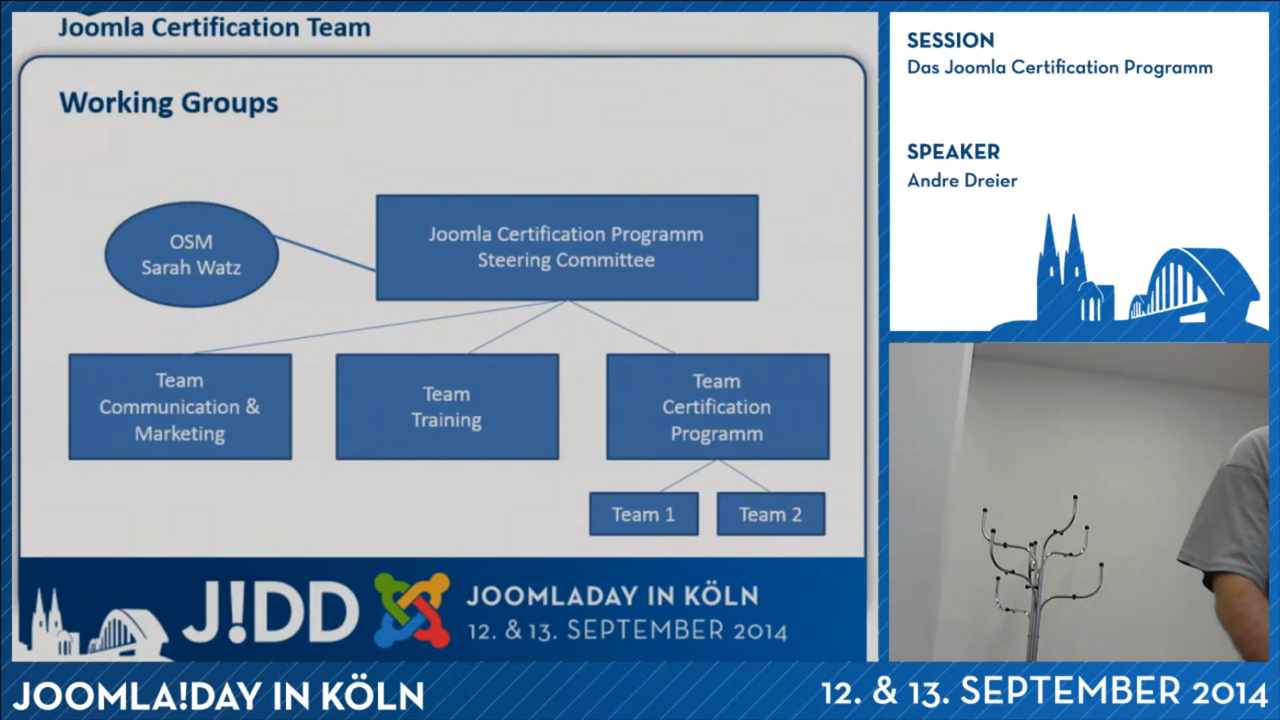 Joomla Certification Team
Working Groups
OSM
Sarah Watz
Joomla Certification Programm
Steering Committee
Team
Communication &
Marketing
Team
Training
Team
Certification
Programm
Team 1
Team 2
J!DD
JOOMLADAY IN KÖLN
12. & 13. SEPTEMBER 2014
SESSION
Das Joomla Certification Programm
SPEAKER
Andre Dreier
JOOMLA!DAY IN KÖLN
12. & 13. SEPTEMBER 2014